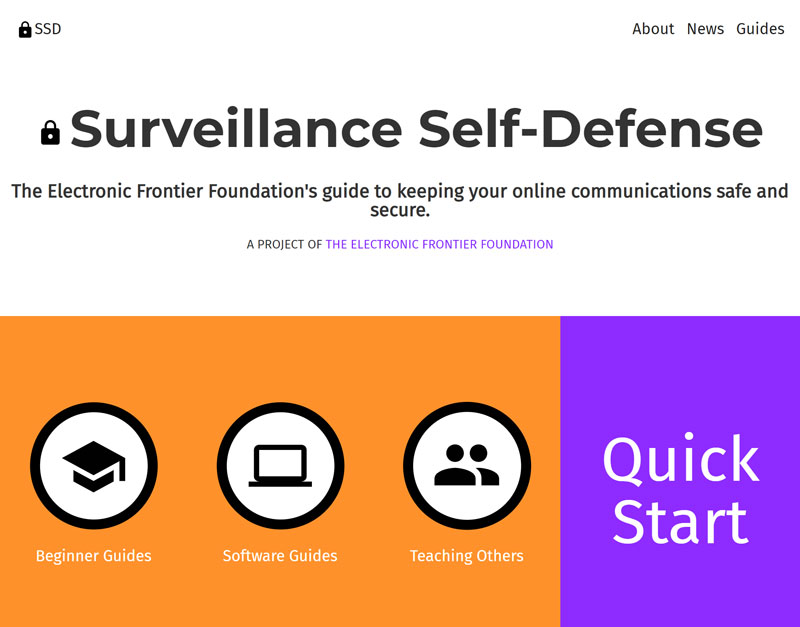 SSD
About News Guides
Surveillance Self-Defense
The Electronic Frontier Foundation's guide to keeping your online communications safe and
secure.
A PROJECT OF THE ELECTRONIC FRONTIER FOUNDATION
Beginner Guides
Software Guides
Teaching Others
Quick
Start